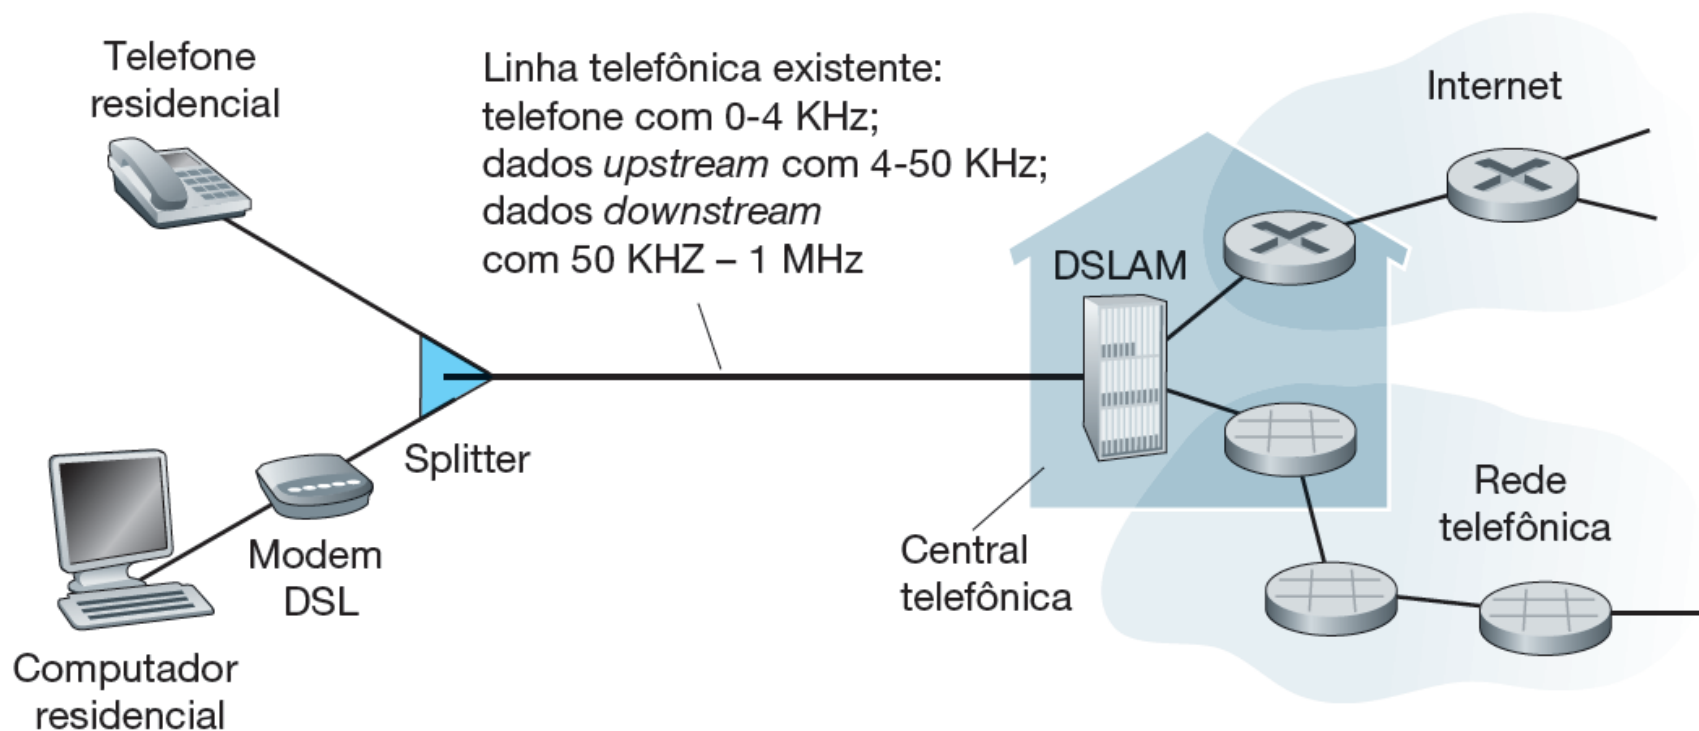 Telefone
residencial
Linha telefônica existente:
telefone com 0-4 KHz;
dados upstream com 4-50 KHz;
dados downstream
com 50 KHZ – 1 MHz
Internet
DSLAM
Splitter
Modem
DSL
Computador
residencial
Central
telefônica
Rede
telefônica